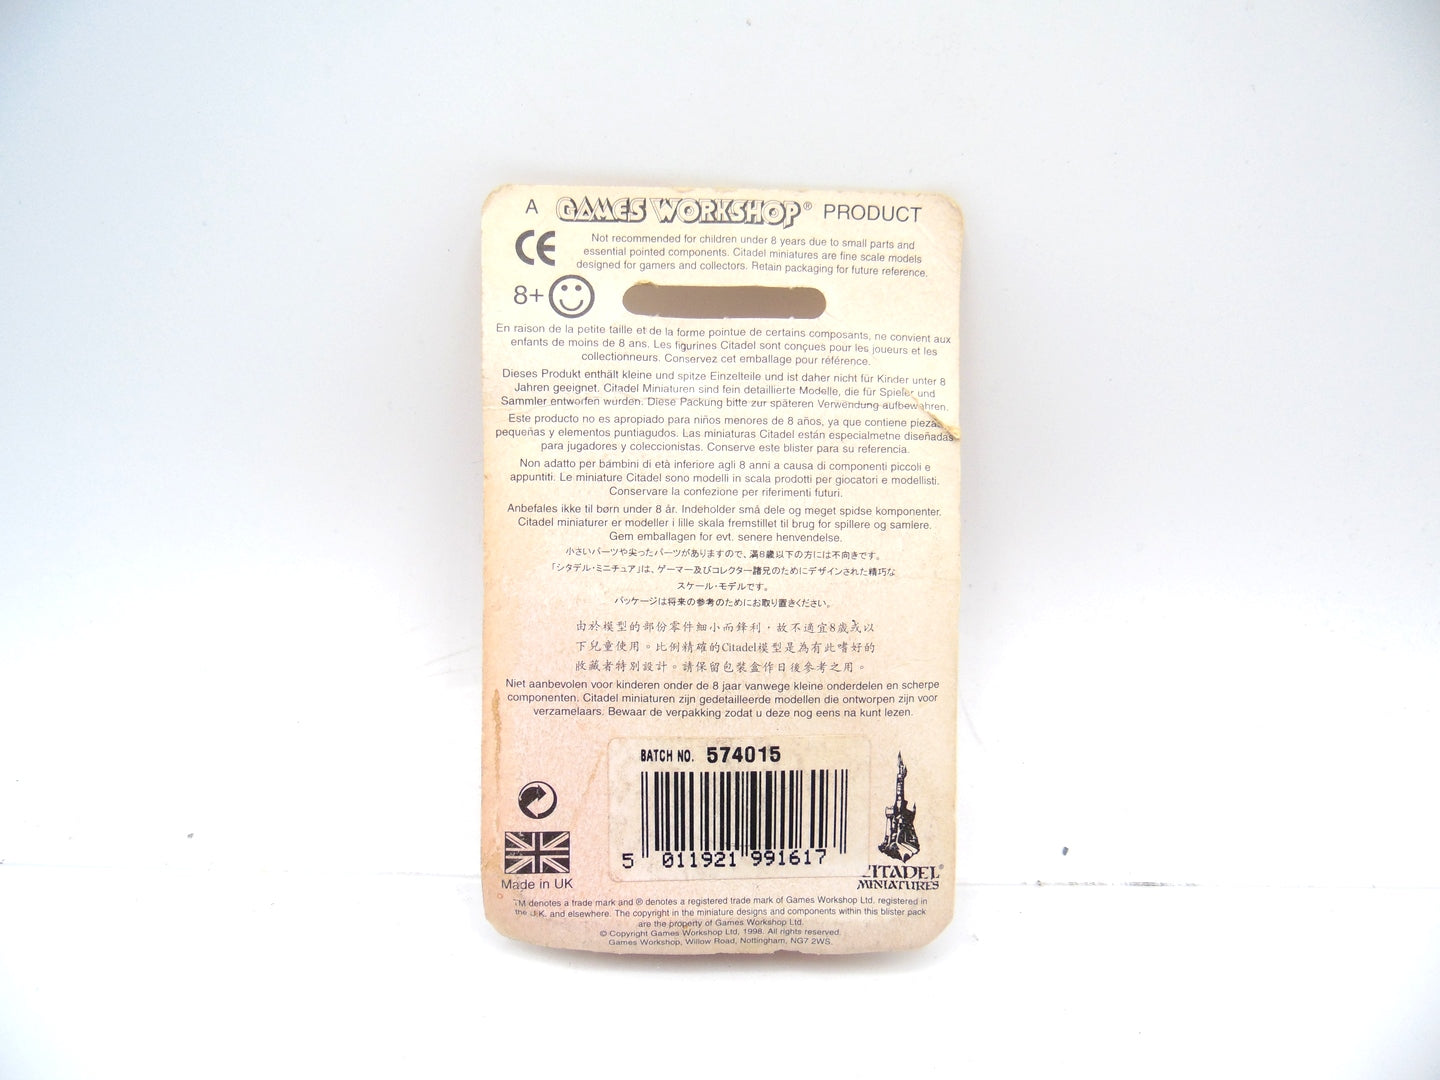 A GAMES WORKSHOP® PRODUCT
CE
Not recommended for children under 8 years due to small parts and
essential pointed components. Citadel miniatures are fine scale models
designed for gamers and collectors. Retain packaging for future reference.
8+
En raison de la petite taille et de la forme pointue de certains composants, ne convient aux
enfants de moins de 8 ans. Les figurines Citadel sont conçues pour les joueurs et les
collectionneurs. Conservez cet emballage pour référence.
Dieses Produkt enthält kleine und spitze Einzelteile und ist daher nicht für Kinder unter 8
Jahren geeignet. Citadel Miniaturen sind fein detaillierte Modelle, die für Spieler und
Sammler entworfen wurden. Diese Packung bitte zur späteren Verwendung aufbewahren.
Este producto no es apropiado para niños menores de 8 años, ya que contiene piezas
pequeñas y elementos puntiagudos. Las miniaturas Citadel están especialmetne diseñadas
para jugadores y coleccionistas. Conserve este blister para su referencia.
Non adatto per bambini di età inferiore agli 8 anni a causa di componenti piccoli e
appuntiti. Le miniature Citadel sono modelli in scala prodotti per giocatori e modellisti.
Conservare la confezione per riferimenti futuri.
Anbefales ikke til børn under 8 år. Indeholder små dele og meget spidse komponenter.
Citadel miniaturer er modeller i lille skala fremstillet til brug for spillere og samlere.
Gem emballagen for evt. senere henvendelse.
小さいパーツや尖ったパーツがありますので、満8歳以下の方には不向きです。
「シタデル・ミニチュア」は、ゲーマー及びコレクター諸兄のためにデザインされた精巧な
スケール・モデルです。
パッケージは将来の参考のためにお取り置きください。
由於模型的部份零件細小而鋒利，故不適宜8歲或以
下兒童使用。比例精確的Citadel模型是為有此嗜好的
收藏者特別設計。請保留包裝盒作日後參考之用。
Niet aanbevolen voor kinderen onder de 8 jaar vanwege kleine onderdelen en scherpe
componenten. Citadel miniaturen zijn gedetailleerde modellen die ontworpen zijn voor
verzamelaars. Bewaar de verpakking zodat u deze nog eens na kunt lezen.
BATCH NO. 574015
5 011921 991617
Made in UK
CITADEL®
MINIATURES
TM denotes a trade mark and ® denotes a registered trade mark of Games Workshop Ltd. registered in
the U.K. and elsewhere. The copyright in the miniature designs and components within this blister pack
are the property of Games Workshop Ltd.
© Copyright Games Workshop Ltd, 1998. All rights reserved.
Games Workshop, Willow Road, Nottingham, NG7 2WS.